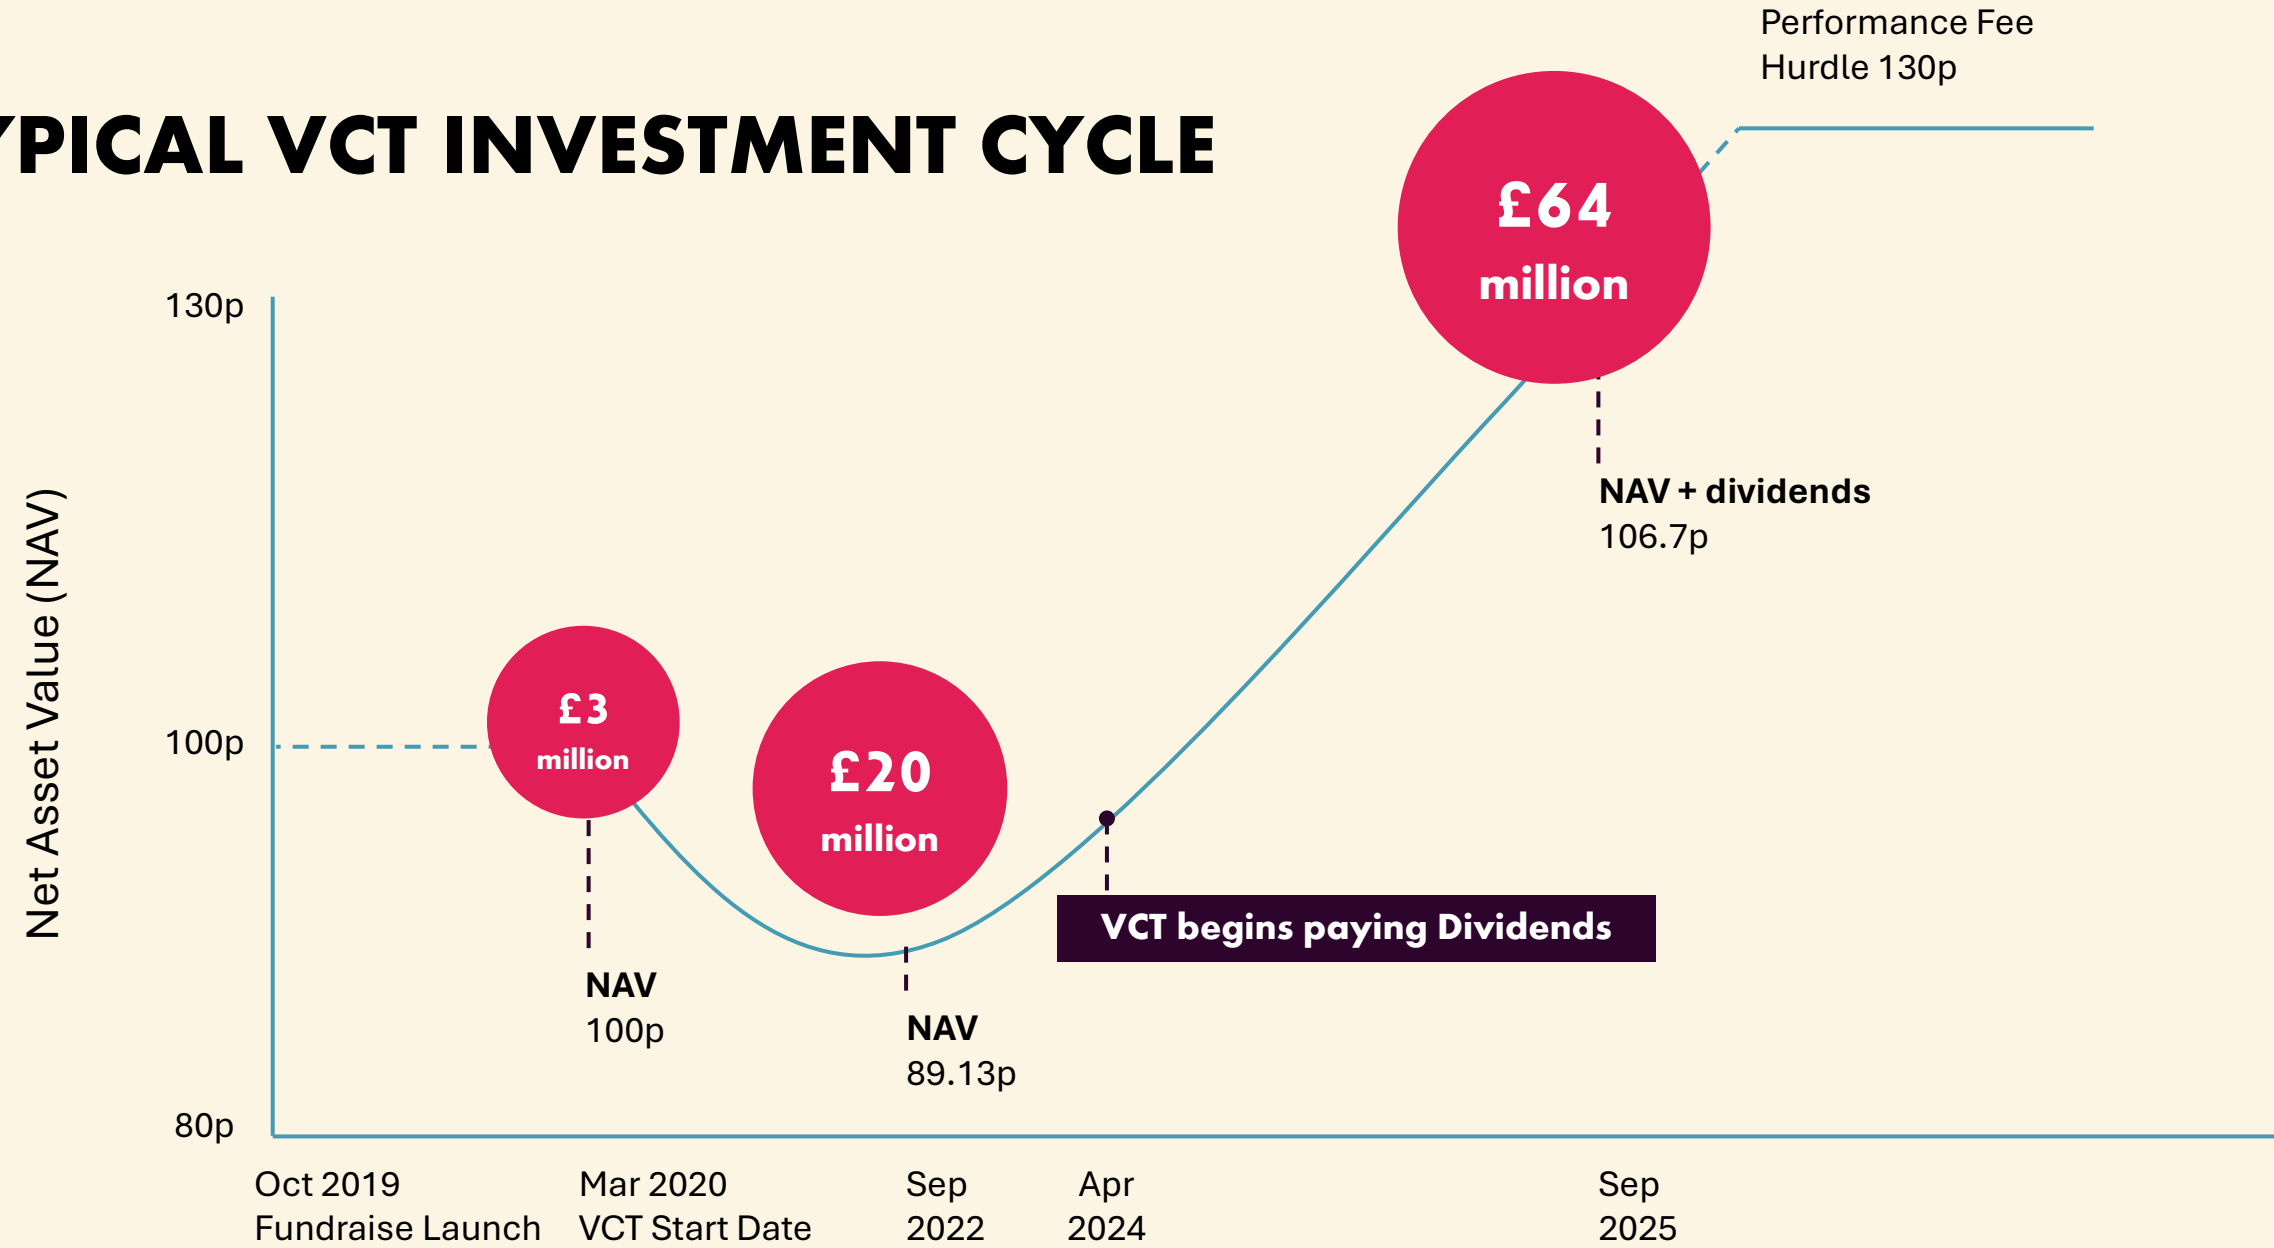 Performance Fee
Hurdle 130p
YPICAL VCT INVESTMENT CYCLE
£64
million
130p
NAV + dividends
106.7p
Net Asset Value (NAV)
£3
million
100p
£20
million
VCT begins paying Dividends
NAV
100p
NAV
89.13p
80p
Oct 2019
Fundraise Launch
Mar 2020
VCT Start Date
Sep
2022
Apr
2024
Sep
2025